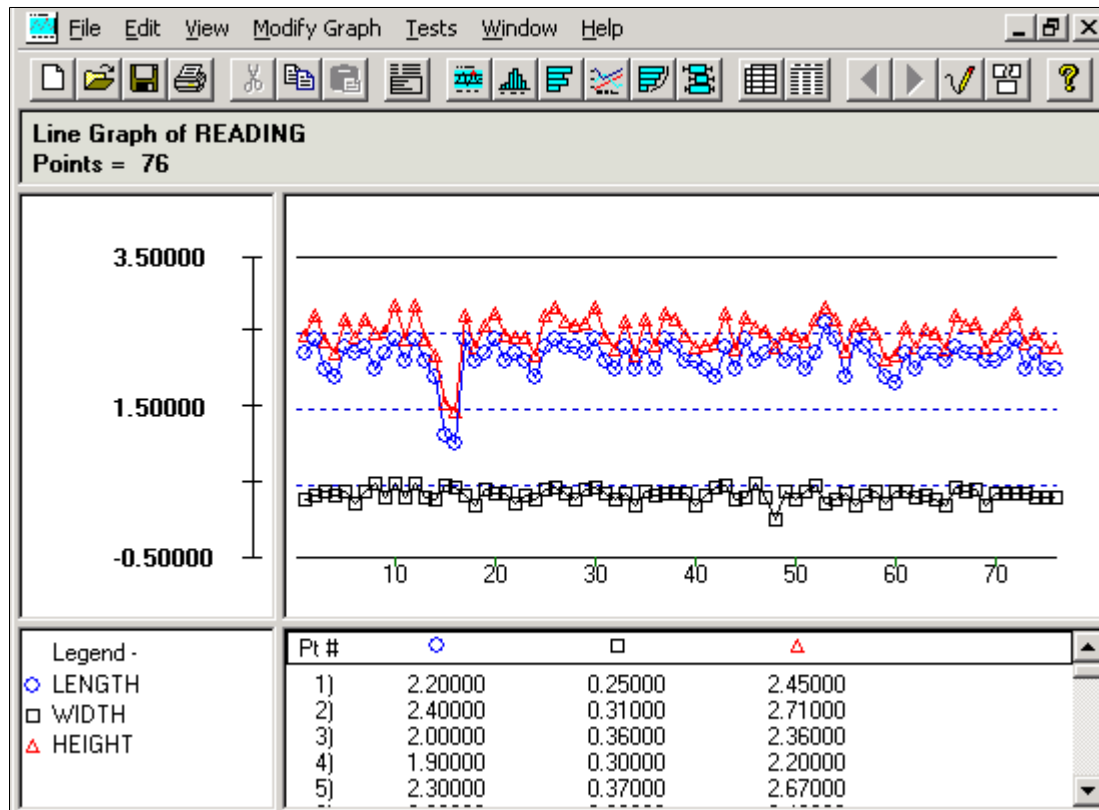 File Edit View Modify Graph Tests Window Help
Line Graph of READING
Points = 76
3.50000
1.50000
-0.50000
10 20 30 40 50 60 70
Legend -
LENGTH
WIDTH
HEIGHT
Pt #
1) 2.20000 0.25000 2.45000
2) 2.40000 0.31000 2.71000
3) 2.00000 0.36000 2.36000
4) 1.90000 0.30000 2.20000
5) 2.30000 0.37000 2.67000